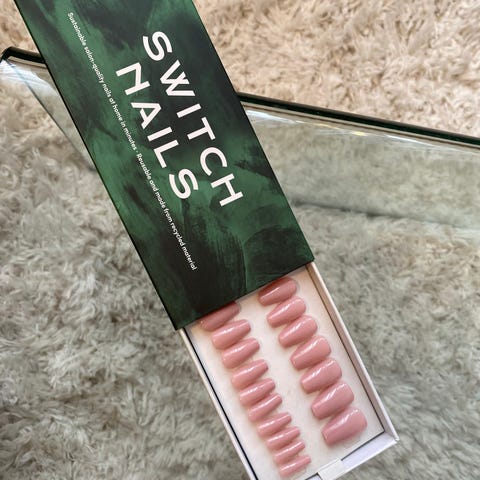 SWITCH
NAILS
Sustainable salon-quality nails at home in minutes · Reusable and made from recycled material